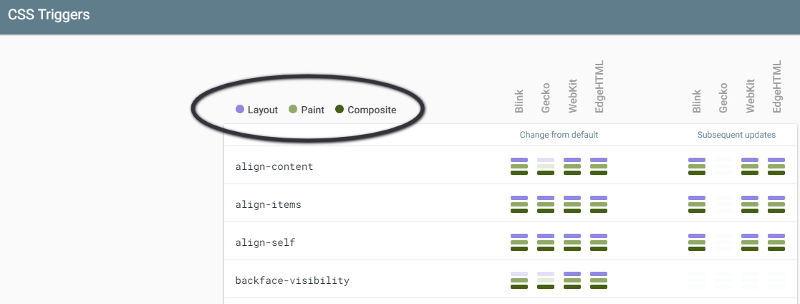 CSS Triggers
Blink Gecko WebKit EdgeHTML Blink Gecko WebKit EdgeHTML
Layout Paint Composite
Change from default Subsequent updates
align-content
align-items
align-self
backface-visibility